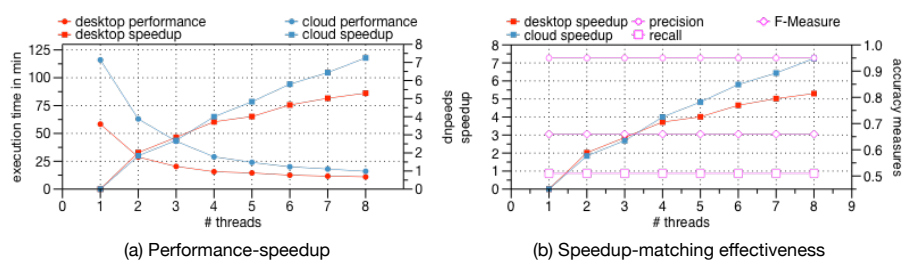 desktop performance
desktop speedup
cloud performance
cloud speedup
execution time in min
125
100
75
50
25
0
8
7
6
5
4
3
2
1
0
speedup
0 1 2 3 4 5 6 7 8
# threads
(a) Performance-speedup
desktop speedup
cloud speedup
precision
recall
F-Measure
speedup
8
7
6
5
4
3
2
1
0
1.0
0.9
0.8
0.7
0.6
0.5
accuracy measures
0 1 2 3 4 5 6 7 8 9
# threads
(b) Speedup-matching effectiveness